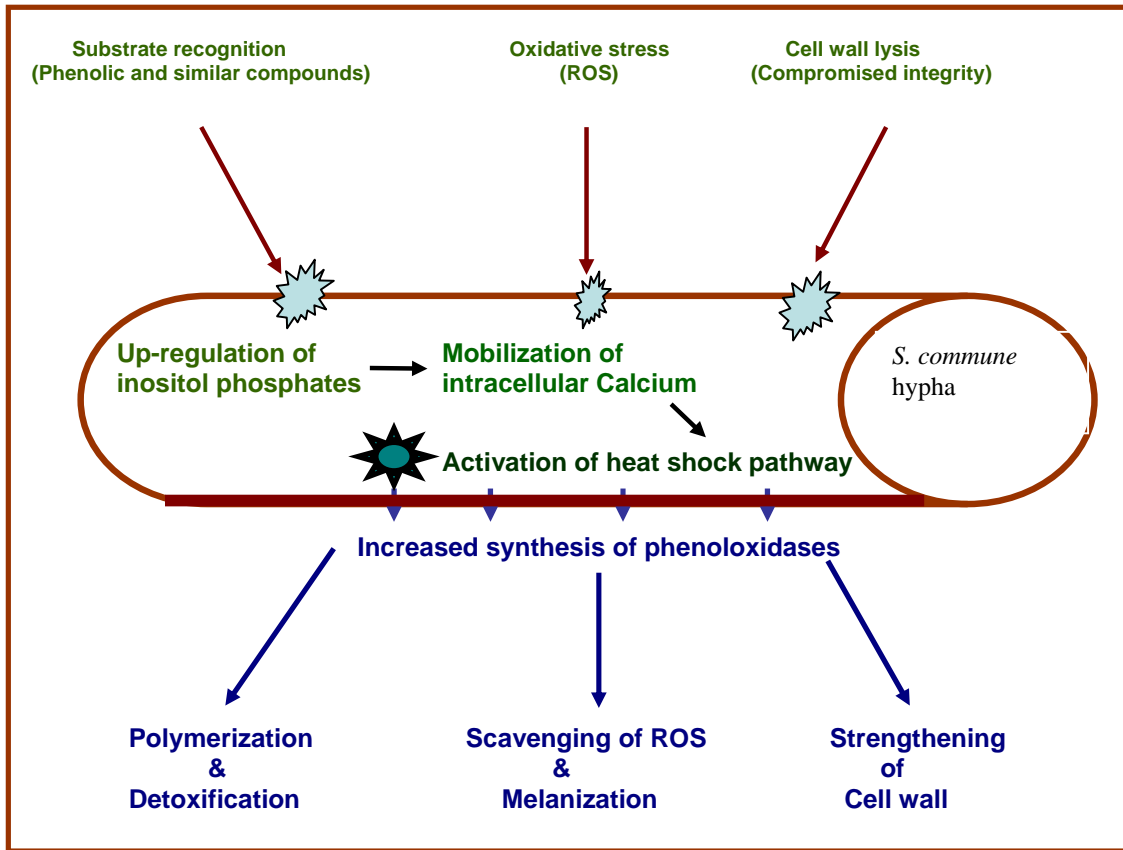 Substrate recognition
(Phenolic and similar compounds)
Oxidative stress
(ROS)
Cell wall lysis
(Compromised integrity)
Up-regulation of
inositol phosphates
Mobilization of
intracellular Calcium
S. commune
hypha
Activation of heat shock pathway
Increased synthesis of phenoloxidases
Polymerization
&
Detoxification
Scavenging of ROS
&
Melanization
Strengthening
of
Cell wall